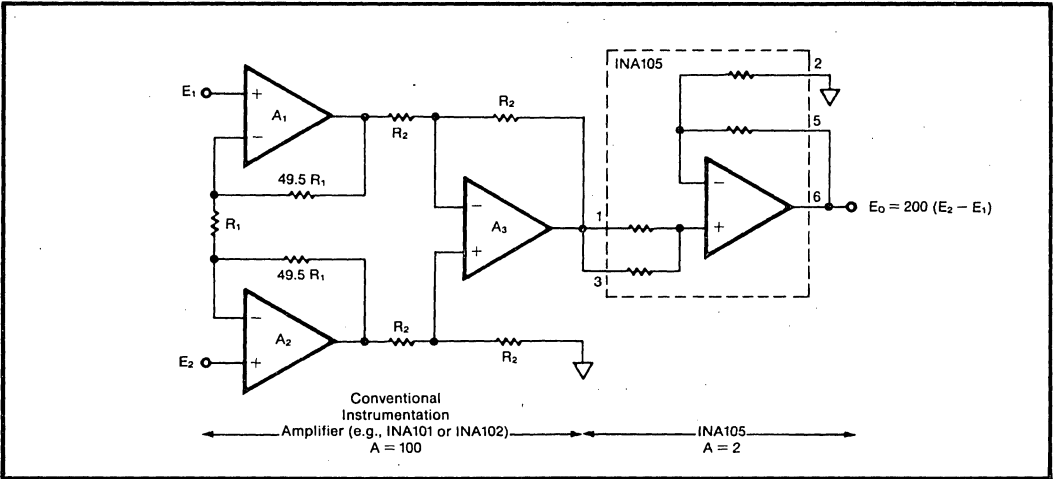 INA105
2
E₁
+
A₁
−
R₂
R₂
5
49.5 R₁
−
6
E₀ = 200 (E₂ − E₁)
R₁
−
A₃
1
+
+
49.5 R₁
3
−
A₂
R₂
E₂
+
R₂
Conventional
Instrumentation
Amplifier (e.g., INA101 or INA102)
A = 100
INA105
A = 2